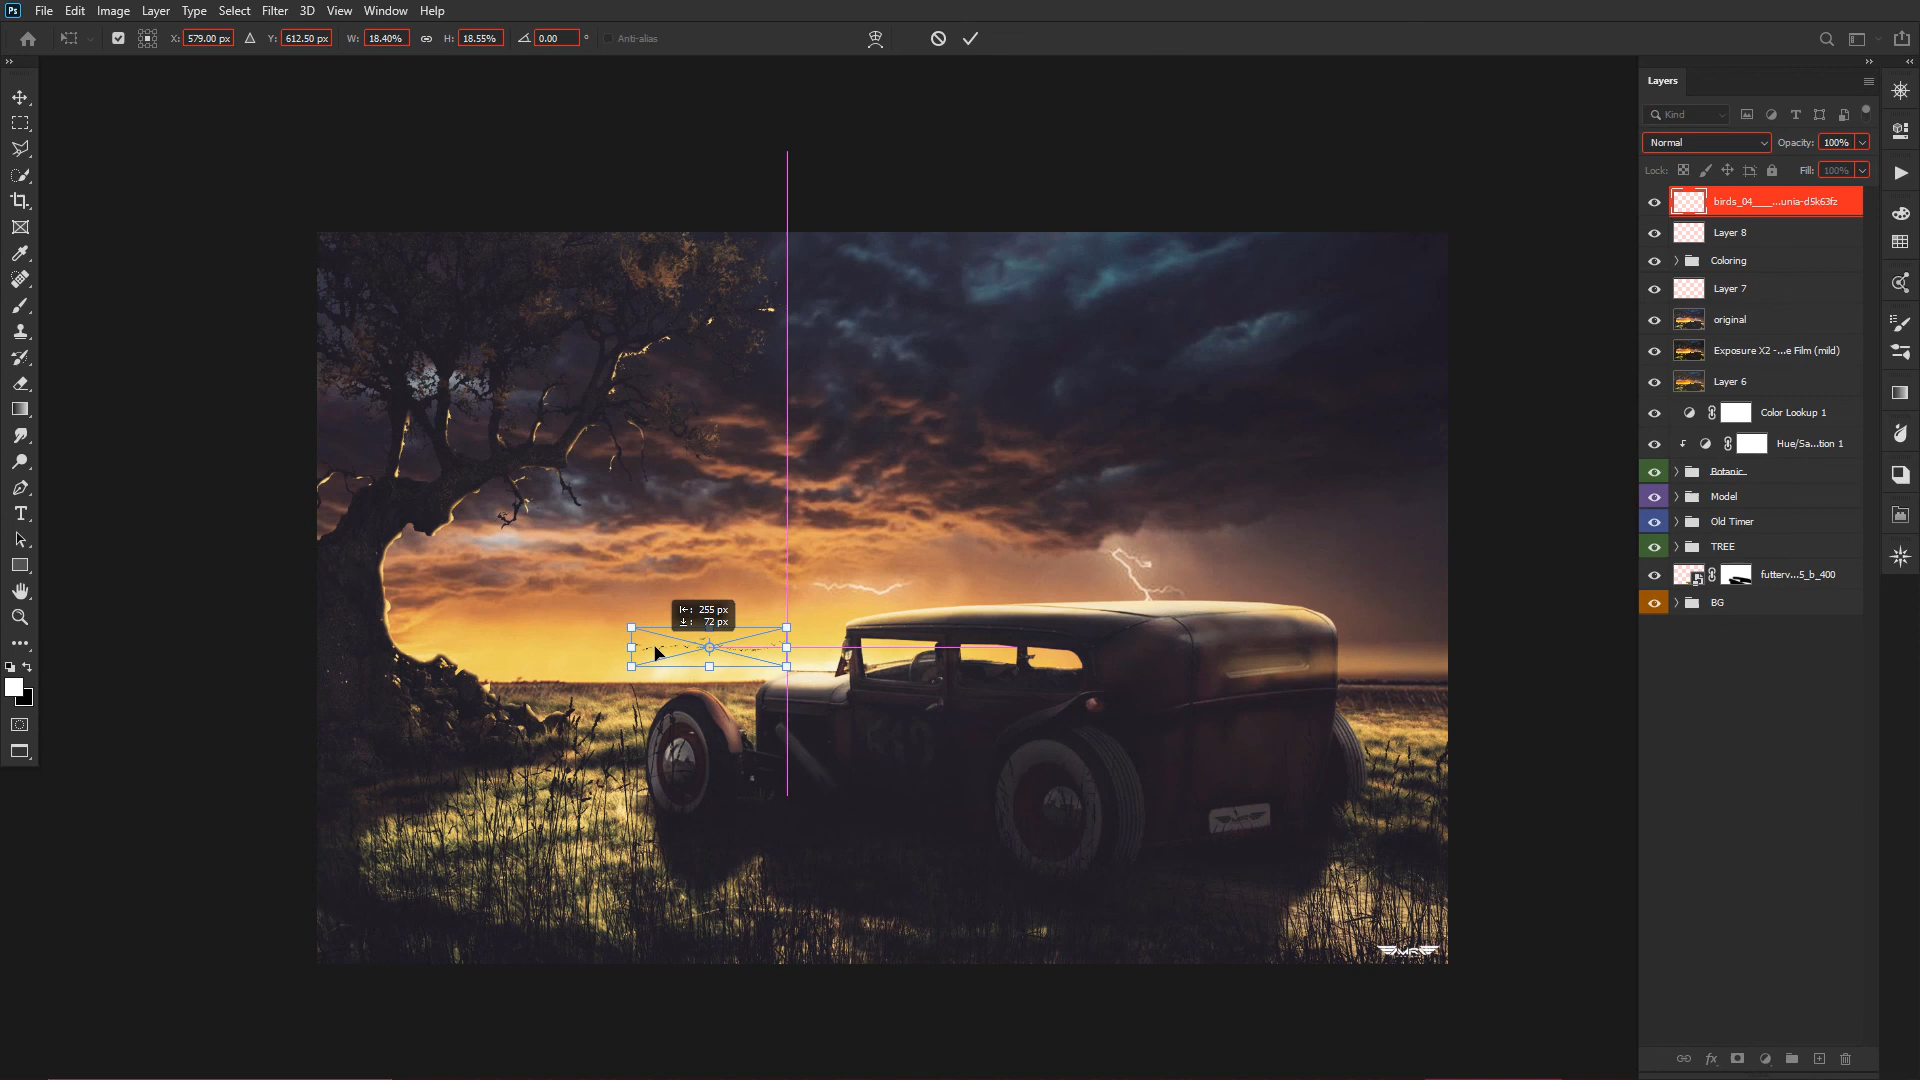 Ps File Edit Image Layer Type Select Filter 3D View Window Help
X: 579.00 px Y: 612.50 px W: 18.40% H: 18.55% 0.00 ° Anti-alias
Layers
Kind
Normal Opacity: 100%
Lock: Fill: 100%
birds_04____...unia-d5k63fz
Layer 8
Coloring
Layer 7
original
Exposure X2 -...e Film (mild)
Layer 6
Color Lookup 1
Hue/Sa...tion 1
Botanic
Model
Old Timer
TREE
futterv...5_b_400
BG
255 px
72 px
MR